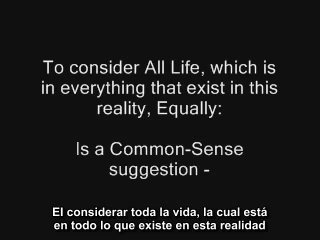 To consider All Life, which is
in everything that exist in this
reality, Equally:
Is a Common-Sense
suggestion -
El considerar toda la vida, la cual está
en todo lo que existe en esta realidad